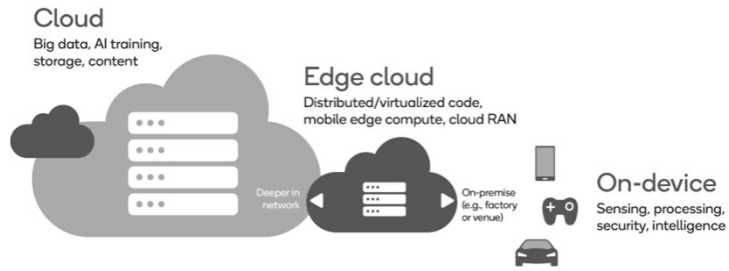 Cloud
Big data, AI training,
storage, content
Edge cloud
Distributed/virtualized code,
mobile edge compute, cloud RAN
Deeper in
network
On-premise
(e.g., factory
or venue)
On-device
Sensing, processing,
security, intelligence